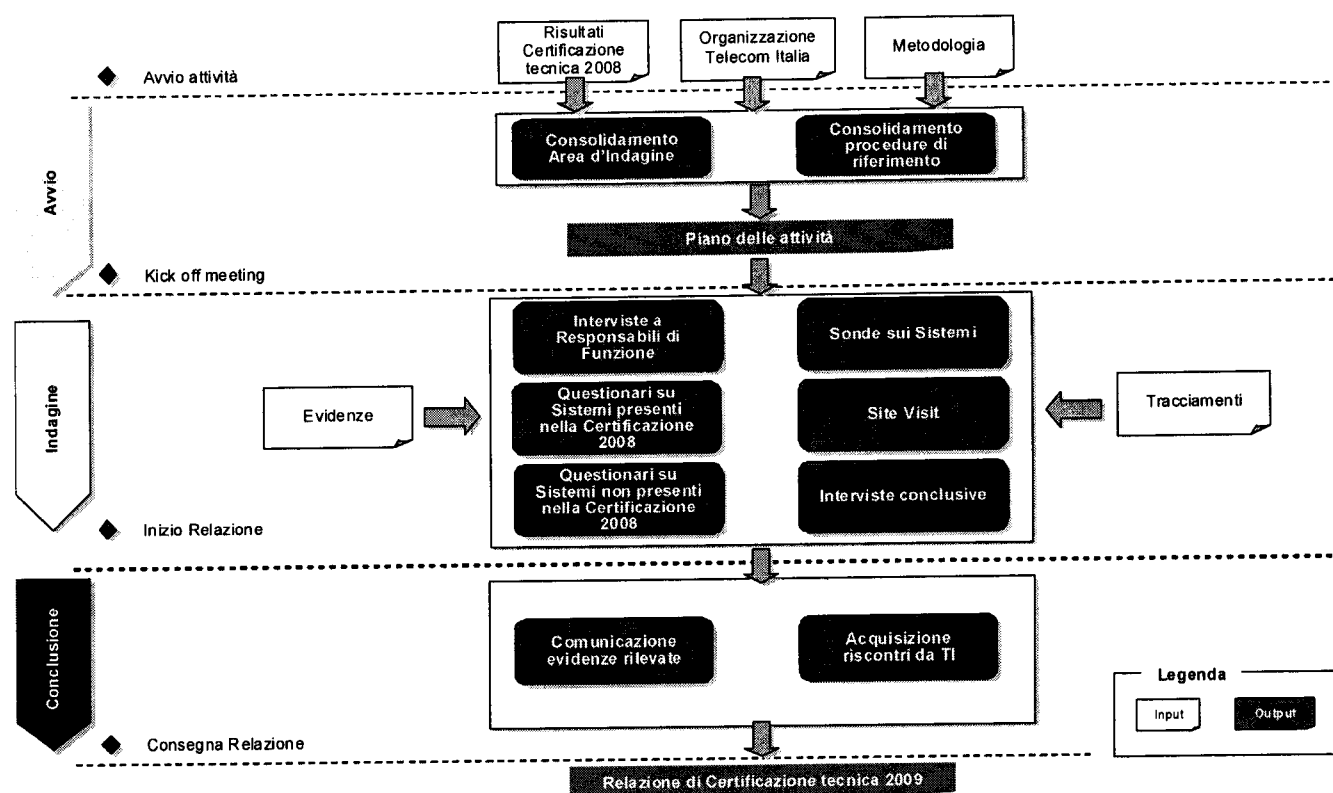 Risultati
Certificazione
tecnica 2008
Organizzazione
Telecom Italia
Metodologia
Avvio attività
Avvio
Consolidamento
Area d'Indagine
Consolidamento
procedure di
riferimento
Piano delle attività
Kick off meeting
Indagine
Interviste a
Responsabili di
Funzione
Sonde sui Sistemi
Evidenze
Questionari su
Sistemi presenti
nella Certificazione
2008
Site Visit
Tracciamenti
Questionari su
Sistemi non presenti
nella Certificazione
2008
Interviste conclusive
Inizio Relazione
Conclusione
Comunicazione
evidenze rilevate
Acquisizione
riscontri da TI
Legenda
Input
Output
Consegna Relazione
Relazione di Certificazione tecnica 2009